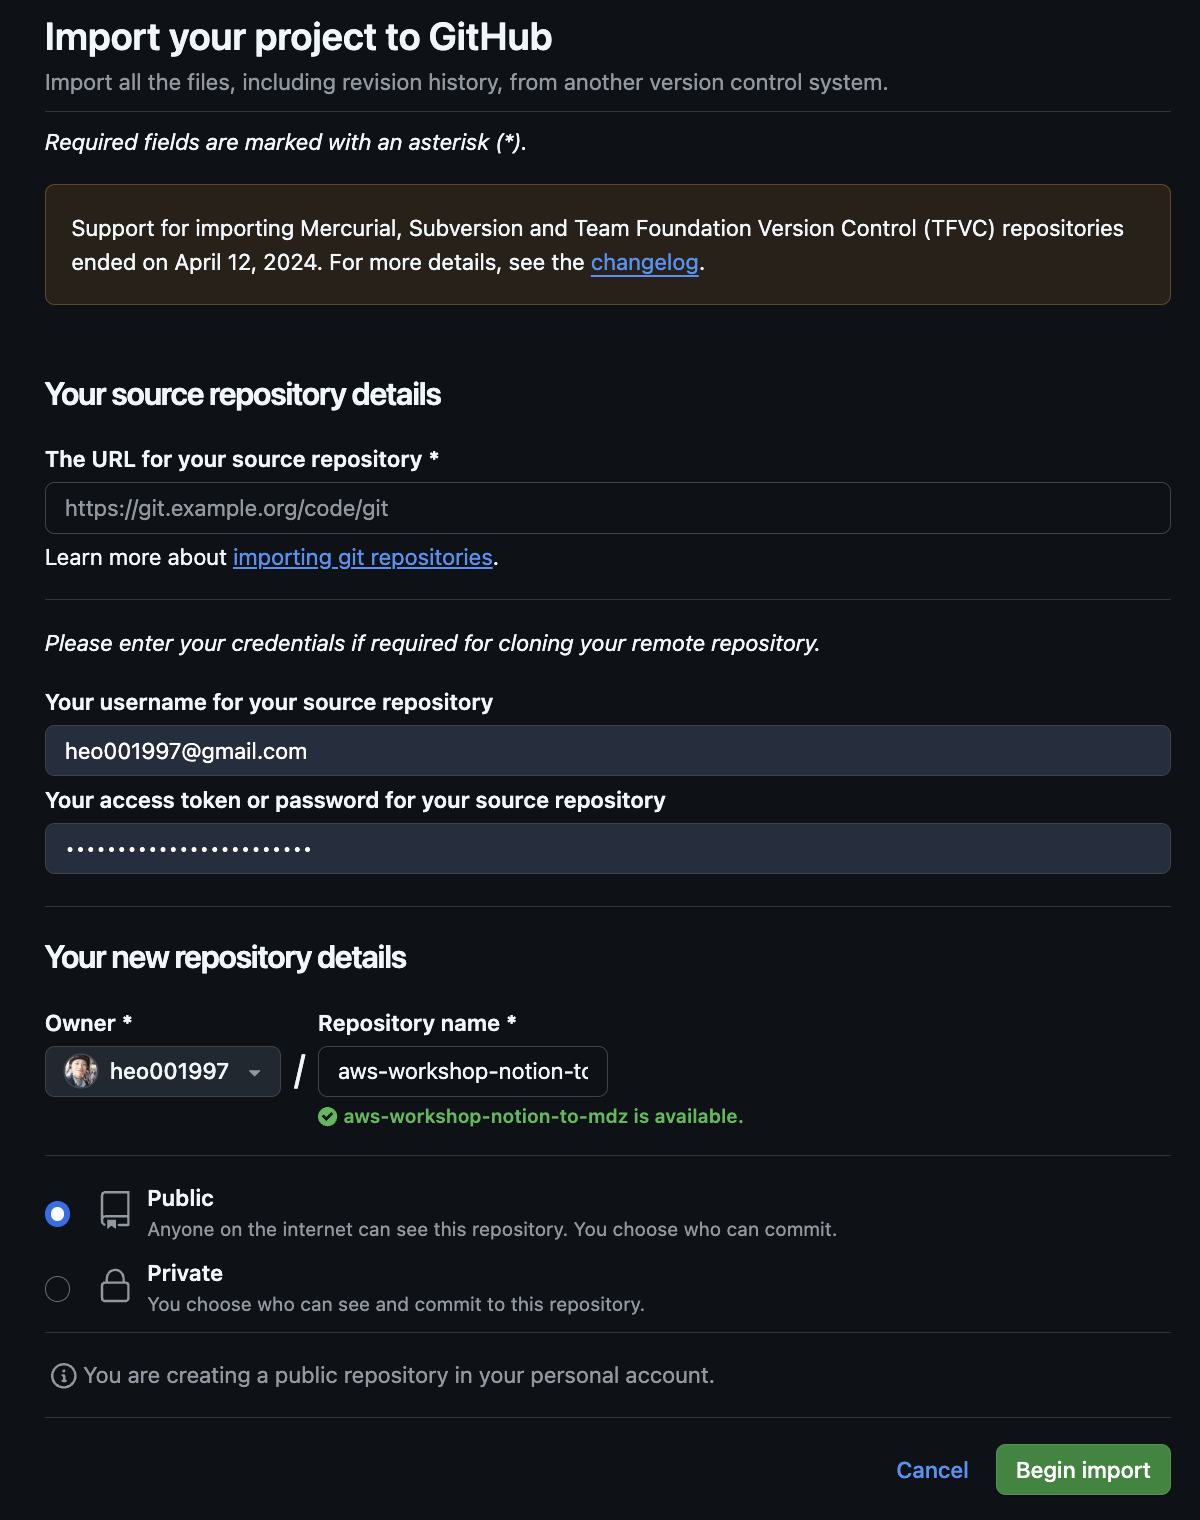 Import your project to GitHub
Import all the files, including revision history, from another version control system.
Required fields are marked with an asterisk (*).
Support for importing Mercurial, Subversion and Team Foundation Version Control (TFVC) repositories
ended on April 12, 2024. For more details, see the changelog.
Your source repository details
The URL for your source repository *
https://git.example.org/code/git
Learn more about importing git repositories.
Please enter your credentials if required for cloning your remote repository.
Your username for your source repository
heo001997@gmail.com
Your access token or password for your source repository
••••••••••••••••••••••••
Your new repository details
Owner *
Repository name *
heo001997
/
aws-workshop-notion-to
aws-workshop-notion-to-mdz is available.
Public
Anyone on the internet can see this repository. You choose who can commit.
Private
You choose who can see and commit to this repository.
You are creating a public repository in your personal account.
Cancel
Begin import